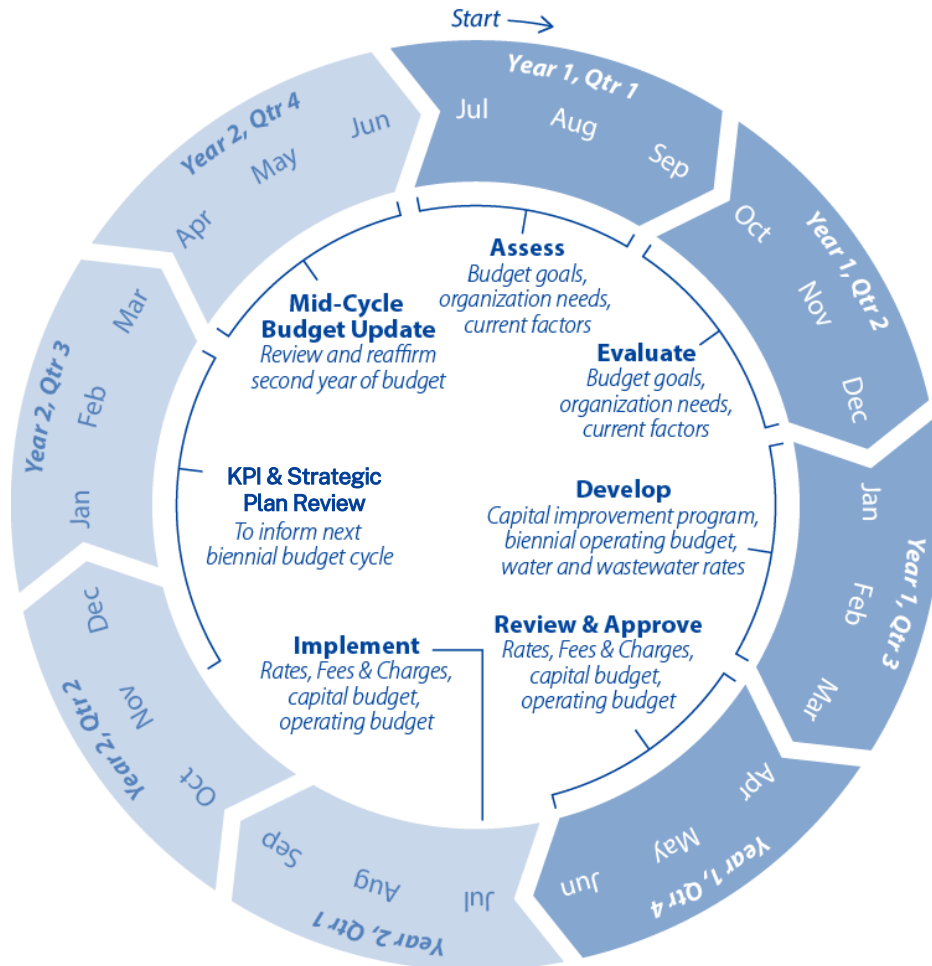 Start
Year 1, Qtr 1
Jul
Aug
Sep
Year 1, Qtr 2
Oct
Nov
Dec
Year 1, Qtr 3
Jan
Feb
Mar
Year 1, Qtr 4
Apr
May
Jun
Year 2, Qtr 1
Jul
Aug
Sep
Year 2, Qtr 2
Oct
Nov
Dec
Year 2, Qtr 3
Jan
Feb
Mar
Year 2, Qtr 4
Apr
May
Jun
Assess
Budget goals,
organization needs,
current factors
Evaluate
Budget goals,
organization needs,
current factors
Develop
Capital improvement program,
biennial operating budget,
water and wastewater rates
Review & Approve
Rates, Fees & Charges,
capital budget,
operating budget
Implement
Rates, Fees & Charges,
capital budget,
operating budget
KPI & Strategic
Plan Review
To inform next
biennial budget cycle
Mid-Cycle
Budget Update
Review and reaffirm
second year of budget